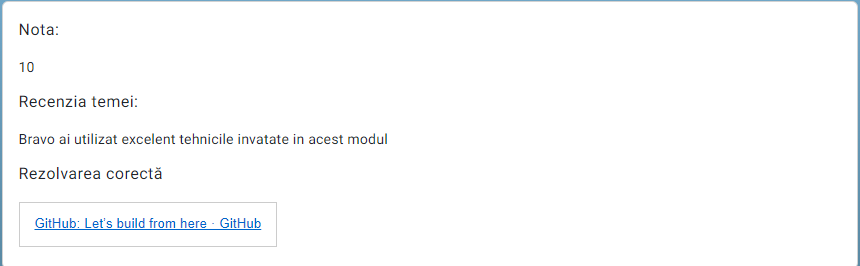 Nota:
10
Recenzia temei:
Bravo ai utilizat excelent tehnicile invatate in acest modul
Rezolvarea corectă
GitHub: Let's build from here · GitHub